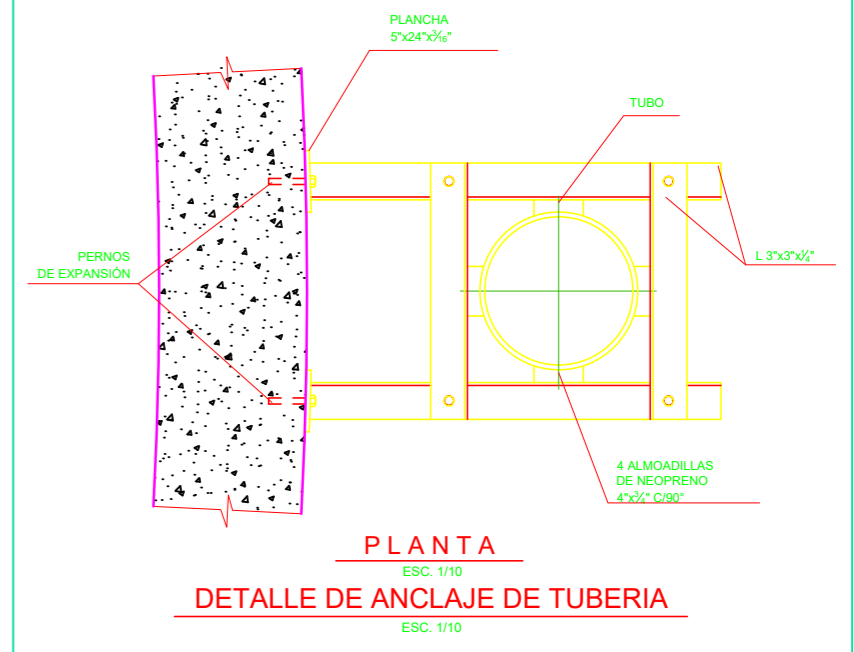 PLANCHA
5"x24"x3/16"
TUBO
PERNOS
DE EXPANSIÓN
L 3"x3"x1/4"
4 ALMOADILLAS
DE NEOPRENO
4"x3/4" C/90°
PLANTA
ESC. 1/10
DETALLE DE ANCLAJE DE TUBERIA
ESC. 1/10